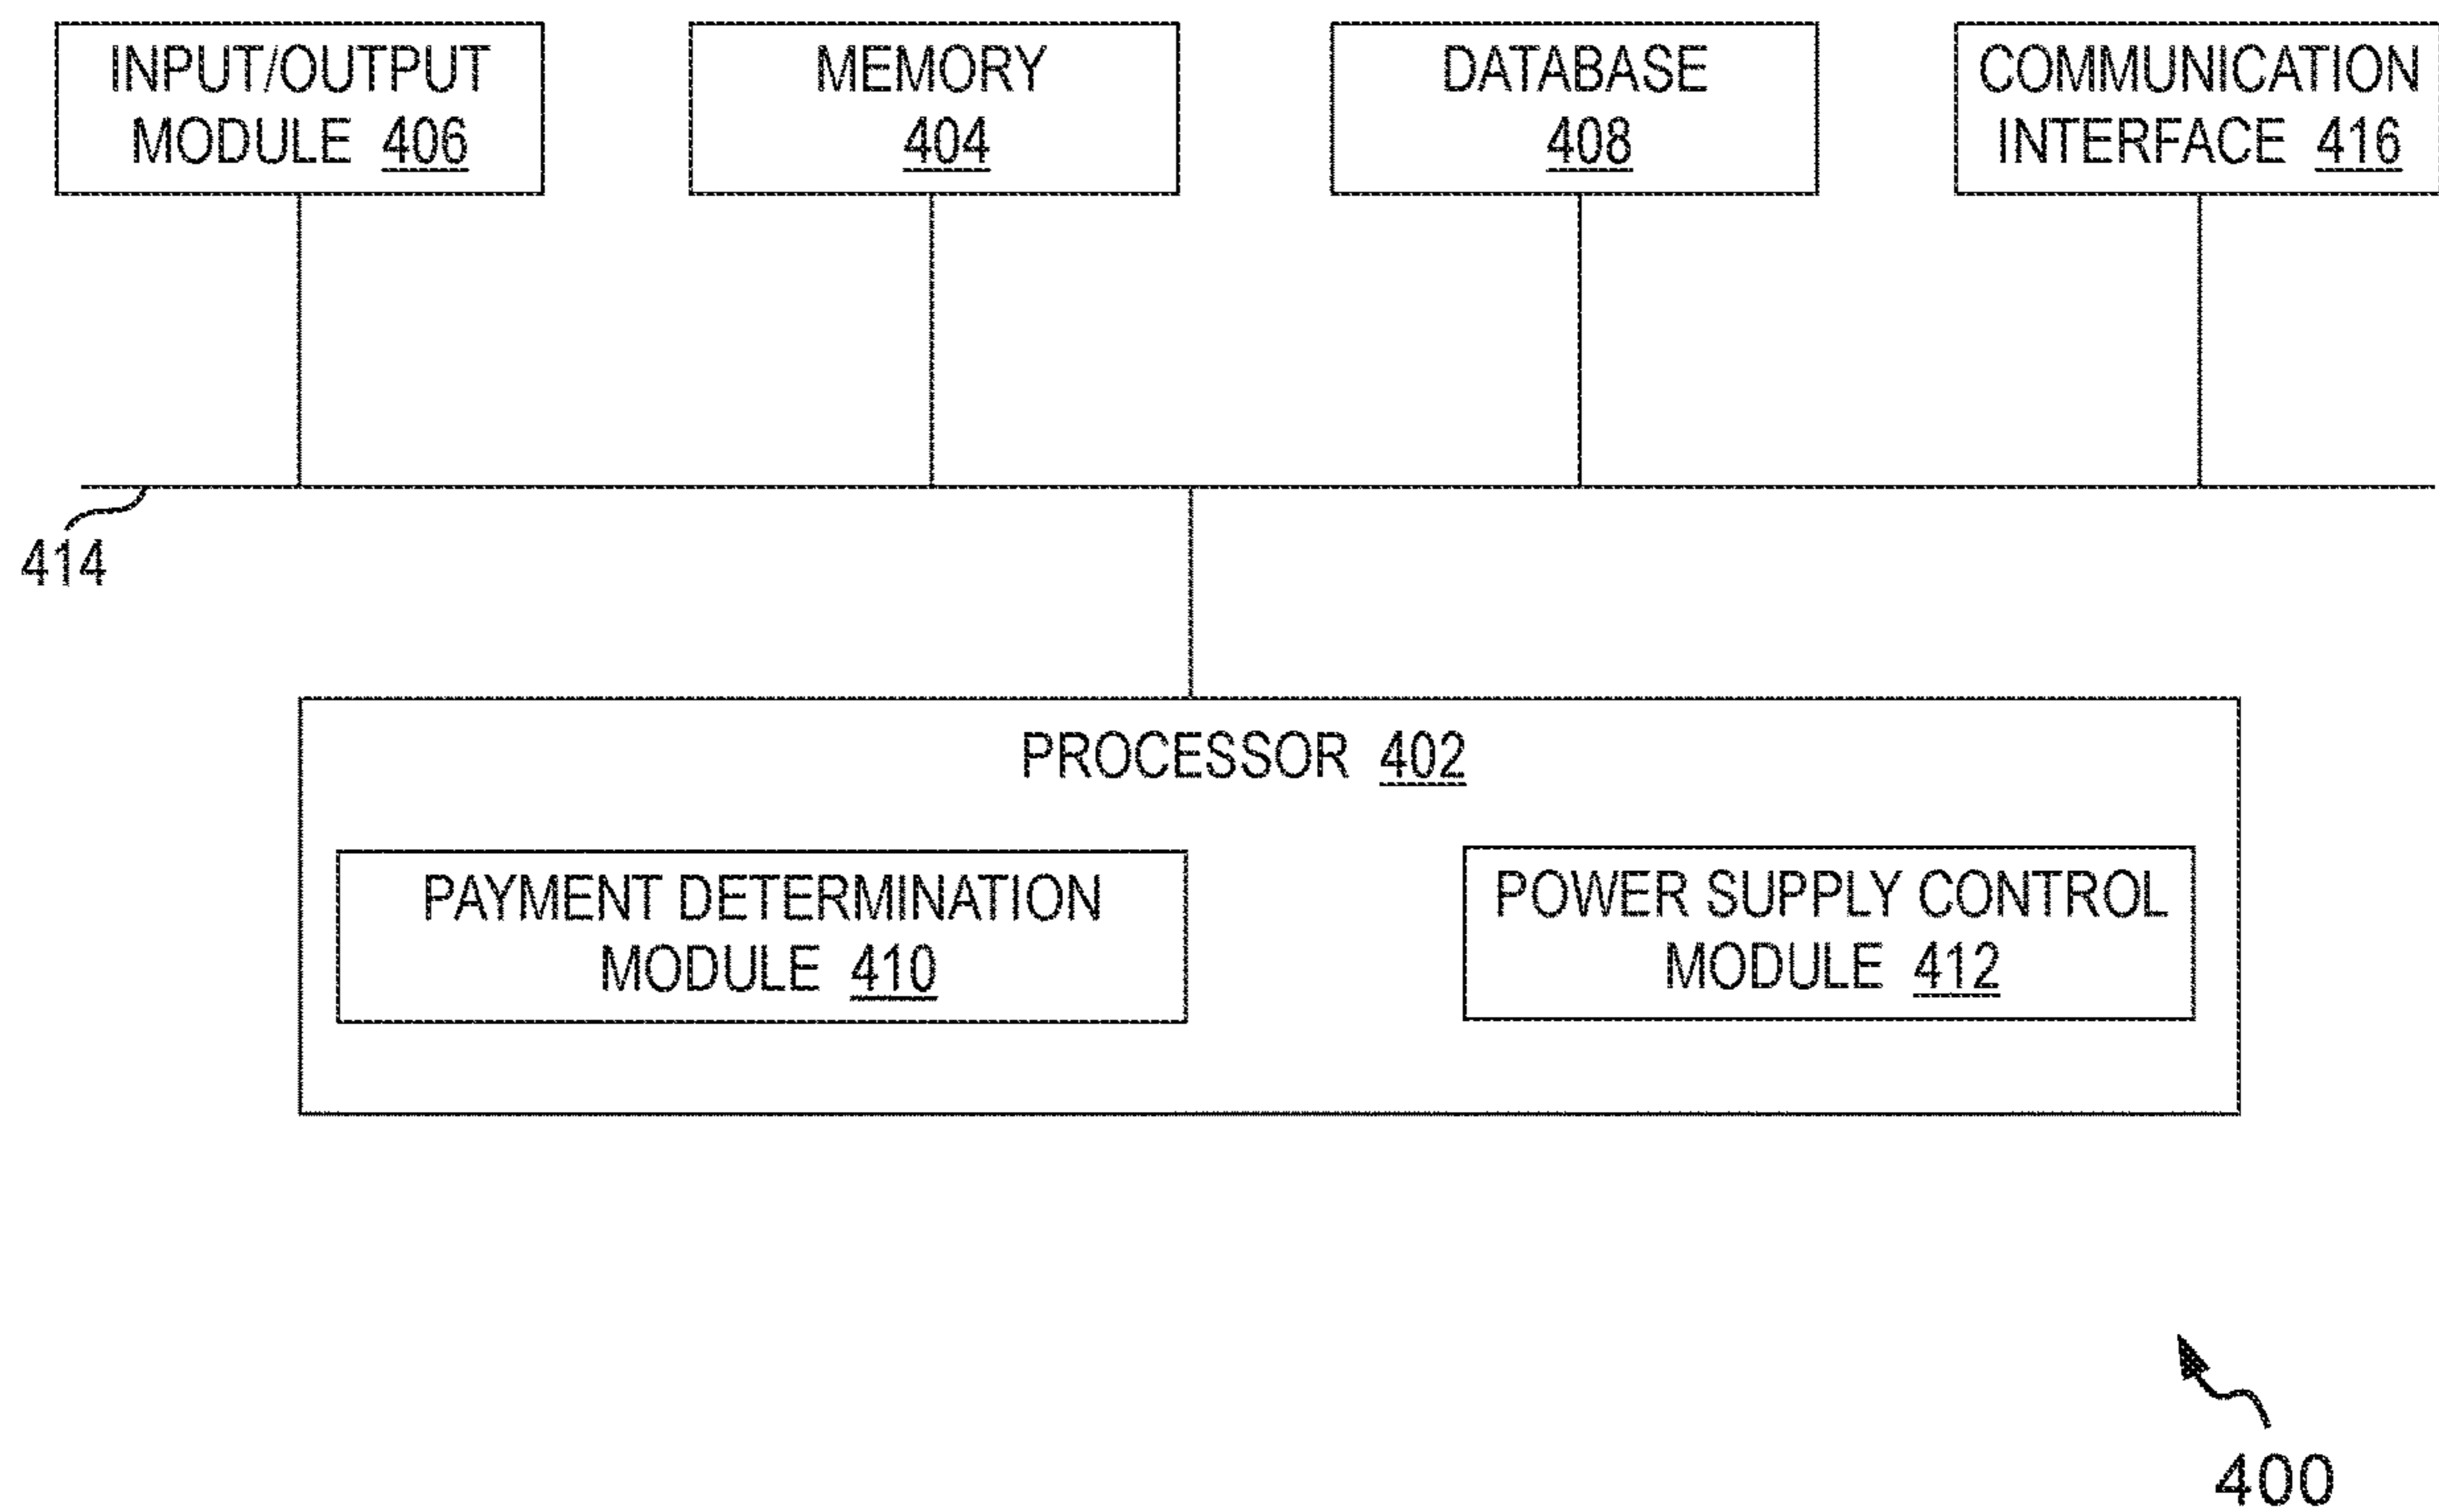 INPUT/OUTPUT
MODULE 406
MEMORY
404
DATABASE
408
COMMUNICATION
INTERFACE 416
414
PROCESSOR 402
PAYMENT DETERMINATION
MODULE 410
POWER SUPPLY CONTROL
MODULE 412
400